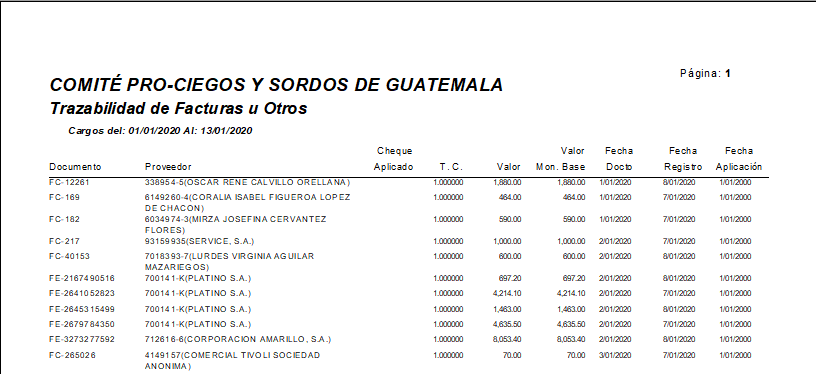 Página: 1
COMITÉ PRO-CIEGOS Y SORDOS DE GUATEMALA
Trazabilidad de Facturas u Otros
Cargos del: 01/01/2020 Al: 13/01/2020
Cheque Valor Fecha Fecha Fecha
Documento Proveedor Aplicado T. C. Valor Mon. Base Docto Registro Aplicación
FC-12261 338954-5(OSCAR RENE CALVILLO ORELLANA) 1.000000 1,880.00 1,880.00 1/01/2020 8/01/2020 1/01/2000
FC-169 6149260-4(CORALIA ISABEL FIGUEROA LOPEZ 1.000000 464.00 464.00 1/01/2020 7/01/2020 1/01/2000
DE CHACON)
FC-182 6034974-3(MIRZA JOSEFINA CERVANTEZ 1.000000 590.00 590.00 1/01/2020 7/01/2020 1/01/2000
FLORES)
FC-217 93159935(SERVICE, S.A.) 1.000000 1,000.00 1,000.00 2/01/2020 7/01/2020 1/01/2000
FC-40153 7018393-7(LURDES VIRGINIA AGUILAR 1.000000 600.00 600.00 2/01/2020 8/01/2020 1/01/2000
MAZARIEGOS)
FE-2167490516 700141-K(PLATINO S.A.) 1.000000 697.20 697.20 2/01/2020 8/01/2020 1/01/2000
FE-2641052823 700141-K(PLATINO S.A.) 1.000000 4,214.10 4,214.10 2/01/2020 7/01/2020 1/01/2000
FE-2645315499 700141-K(PLATINO S.A.) 1.000000 1,463.00 1,463.00 2/01/2020 8/01/2020 1/01/2000
FE-2679784350 700141-K(PLATINO S.A.) 1.000000 4,635.50 4,635.50 2/01/2020 7/01/2020 1/01/2000
FE-3273277592 712616-6(CORPORACION AMARILLO, S.A.) 1.000000 8,053.40 8,053.40 2/01/2020 8/01/2020 1/01/2000
FC-265026 4149157(COMERCIAL TIVOLI SOCIEDAD 1.000000 70.00 70.00 3/01/2020 7/01/2020 1/01/2000
ANONIMA)